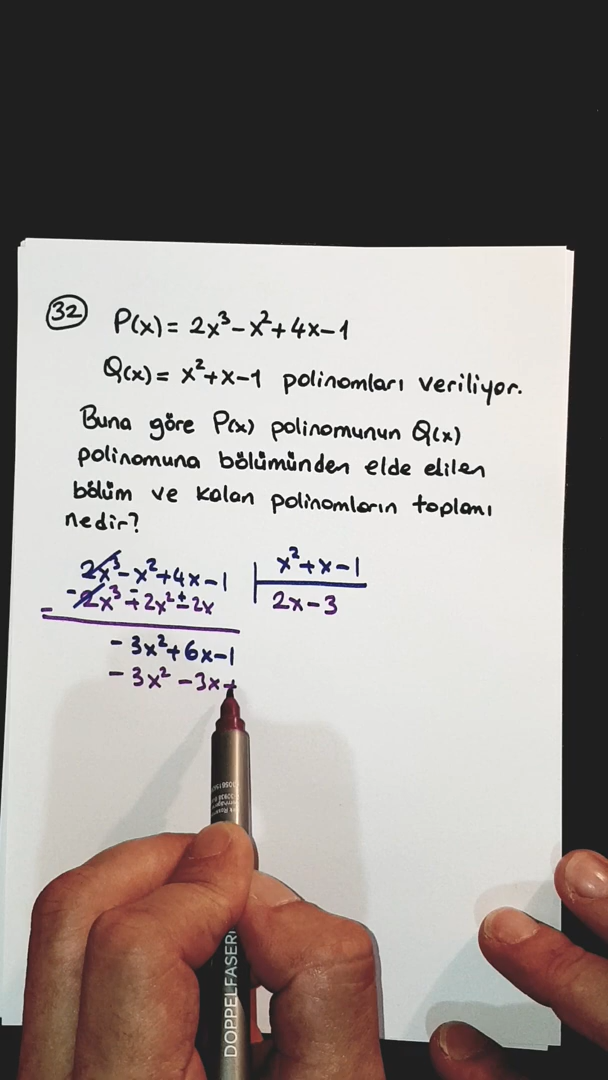 32 P(x) = 2x³ - x² + 4x - 1
Q(x) = x² + x - 1 polinomları veriliyor.
Buna göre P(x) polinomunun Q(x)
polinomuna bölümünden elde edilen
bölüm ve kalan polinomların toplamı
nedir?
2x³ - x² + 4x - 1 | x² + x - 1
2x³ + 2x² - 2x | 2x - 3
- 3x² + 6x - 1
- 3x² - 3x +
DOPPELFASER